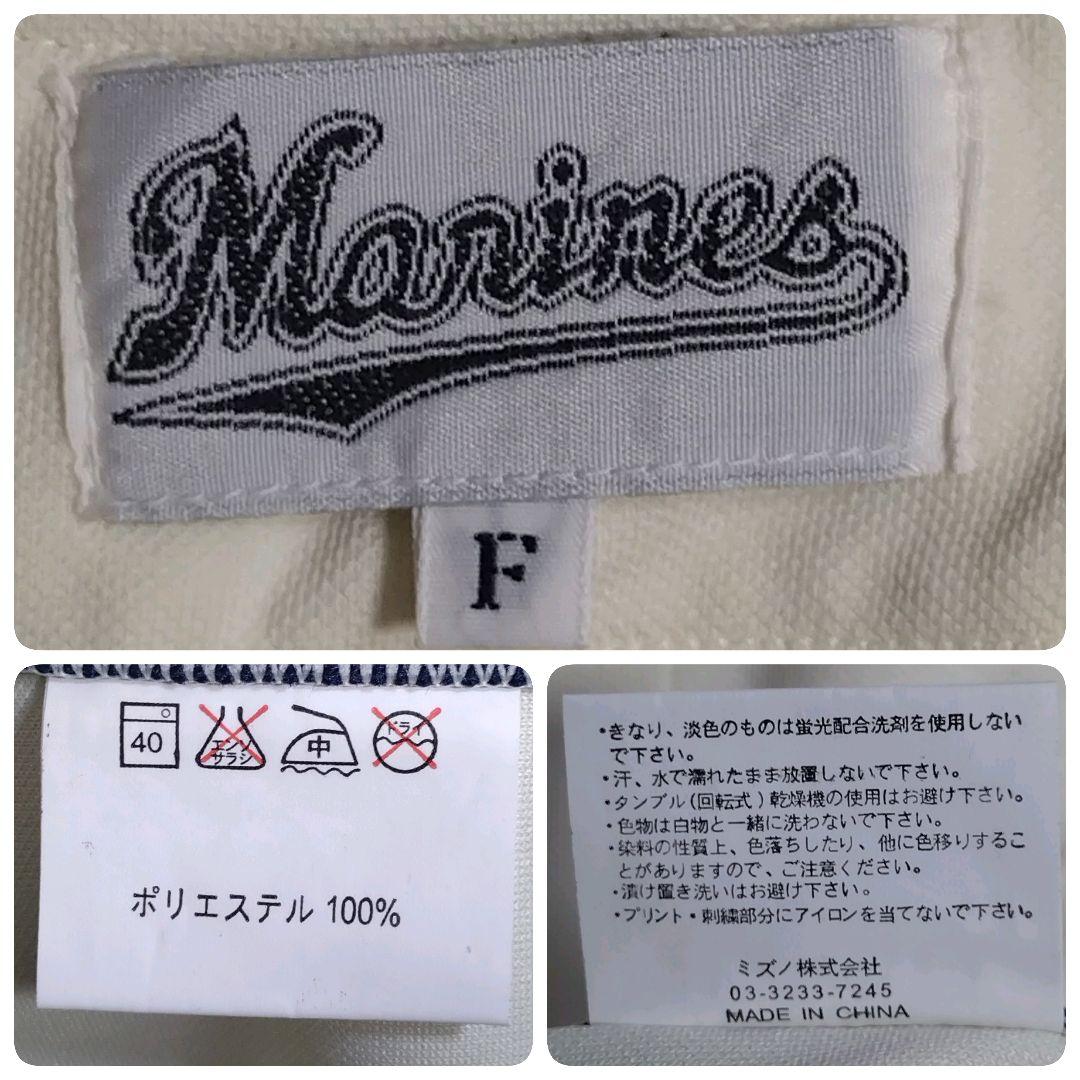 Marines
F
40
エンソ
サラシ
中
ドライ
ポリエステル 100%
・きなり、淡色のものは蛍光配合洗剤を使用しない
で下さい。
・汗、水で濡れたまま放置しないで下さい。
・タンブル(回転式)乾燥機の使用はお避け下さい。
・色物は白物と一緒に洗わないで下さい。
・染料の性質上、色落ちしたり、他に色移りするこ
とがありますので、ご注意ください。
・漬け置き洗いはお避け下さい。
・プリント・刺繍部分にアイロンを当てないで下さい。
ミズノ株式会社
03-3233-7245
MADE IN CHINA